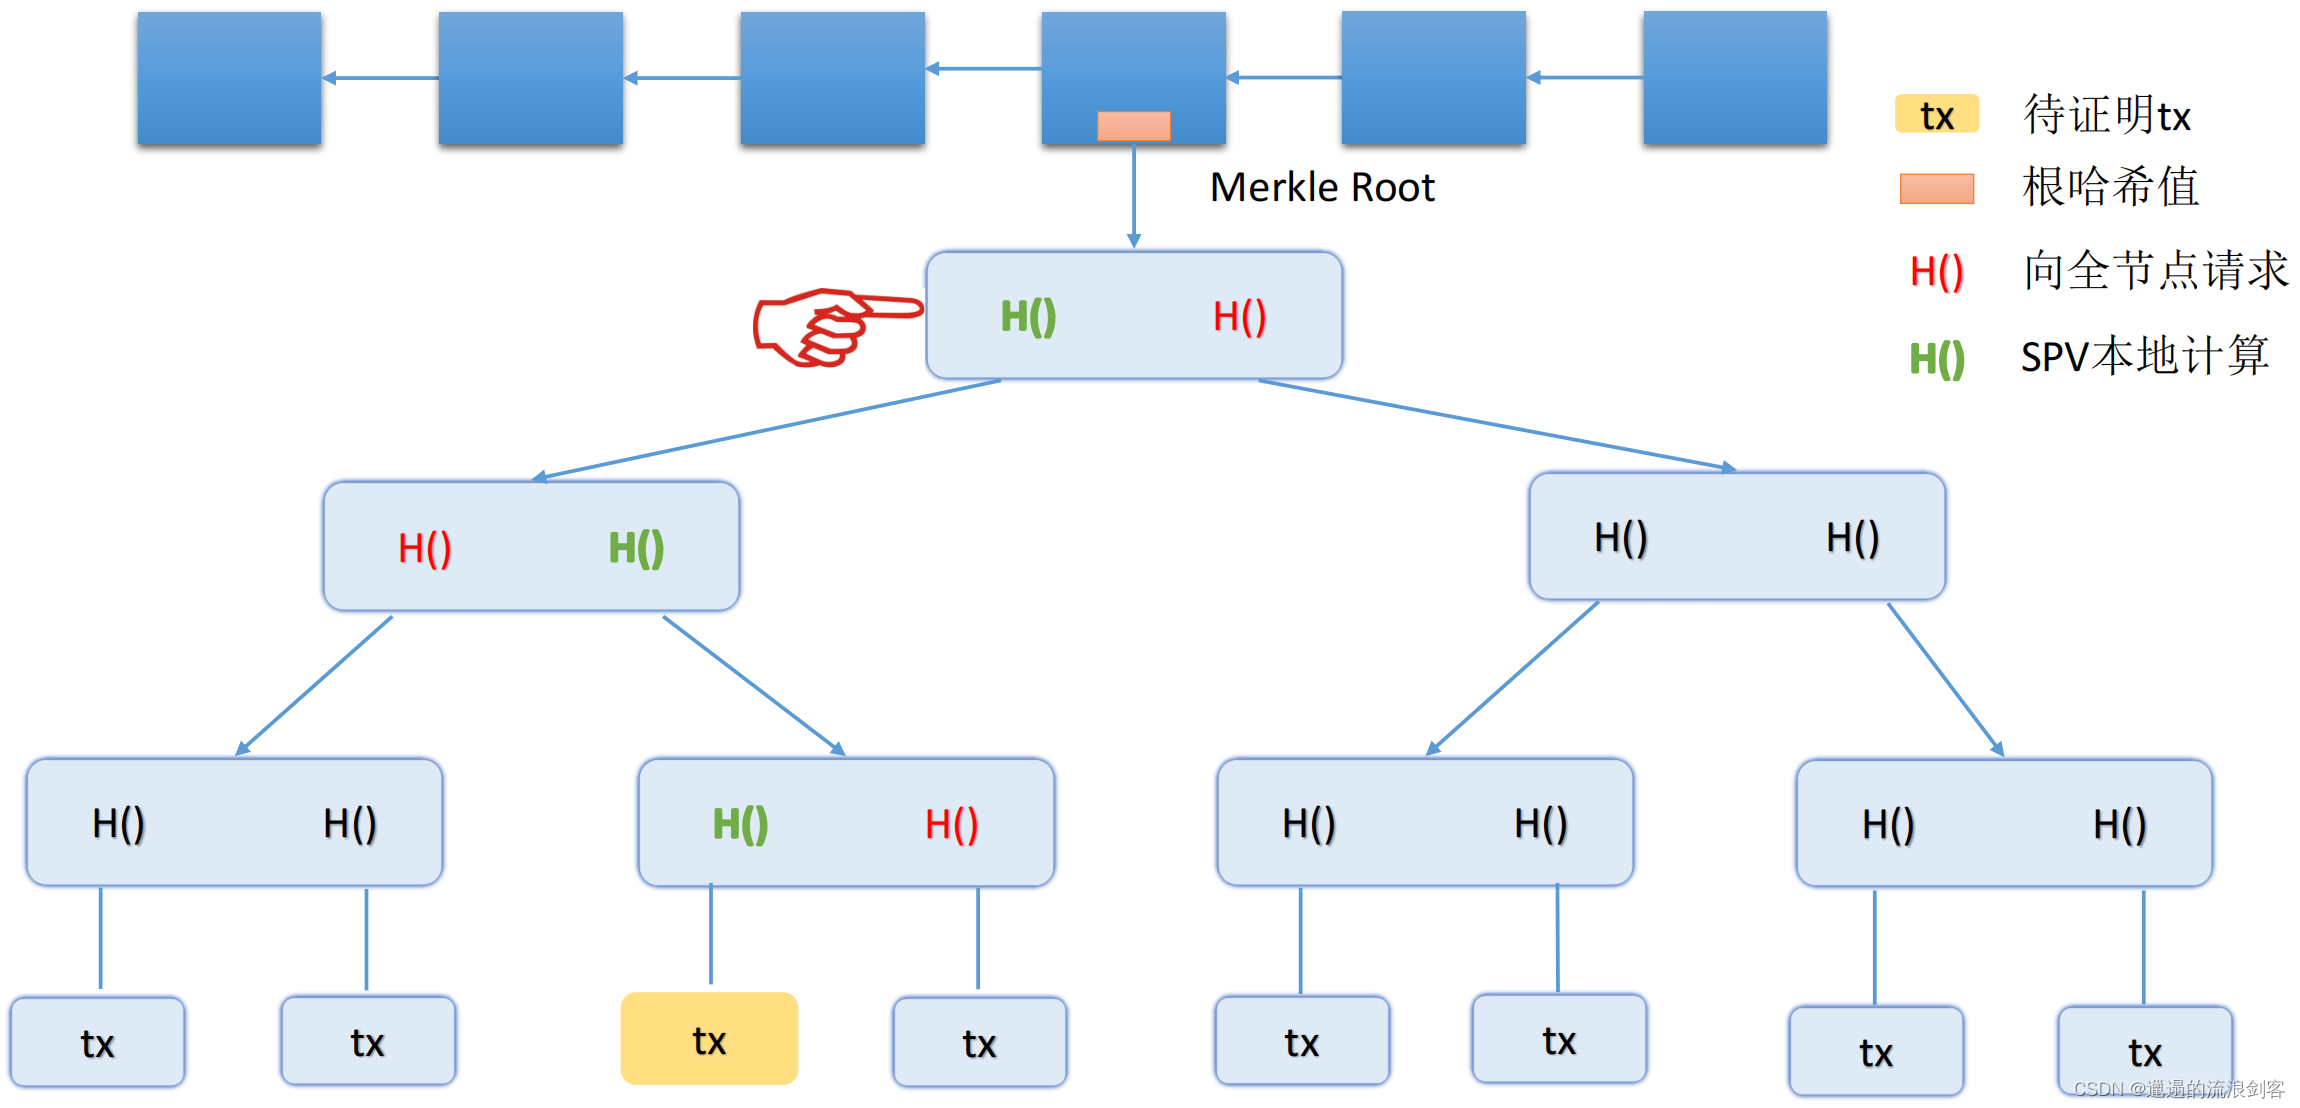 tx 待证明tx
Merkle Root
根哈希值
H() 向全节点请求
H() H()
H() SPV本地计算
H() H()
H() H()
H() H()
H() H()
H() H()
H() H()
tx
tx
tx
tx
tx
tx
tx
tx
CSDN @邋遢的流浪剑客